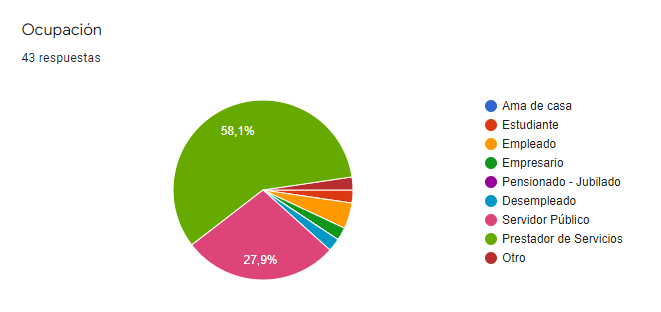 Ocupación
43 respuestas
58,1%
27,9%
Ama de casa
Estudiante
Empleado
Empresario
Pensionado - Jubilado
Desempleado
Servidor Público
Prestador de Servicios
Otro